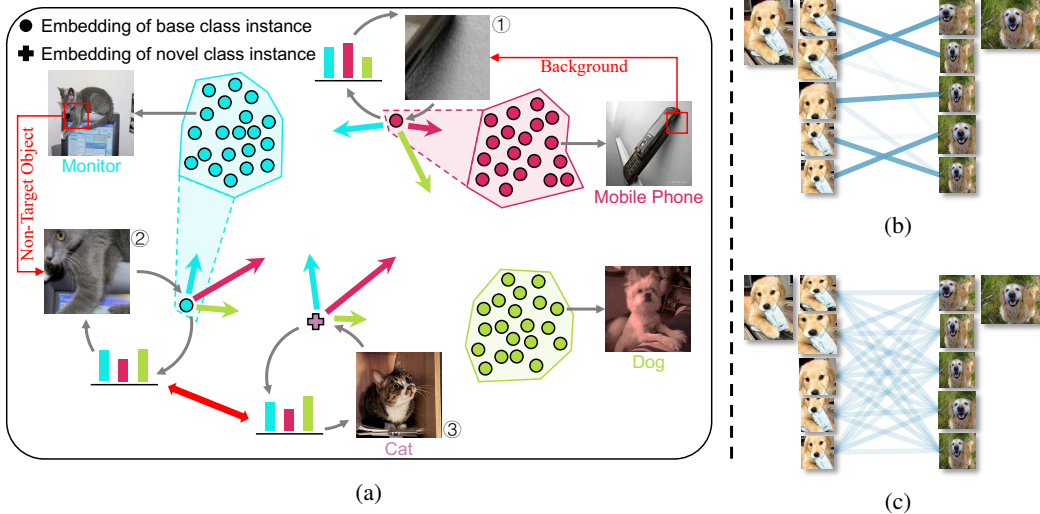 Embedding of base class instance
Embedding of novel class instance
①
Background
Monitor
Mobile Phone
Non-Target Object
②
Dog
③
Cat
(a)
(b)
(c)